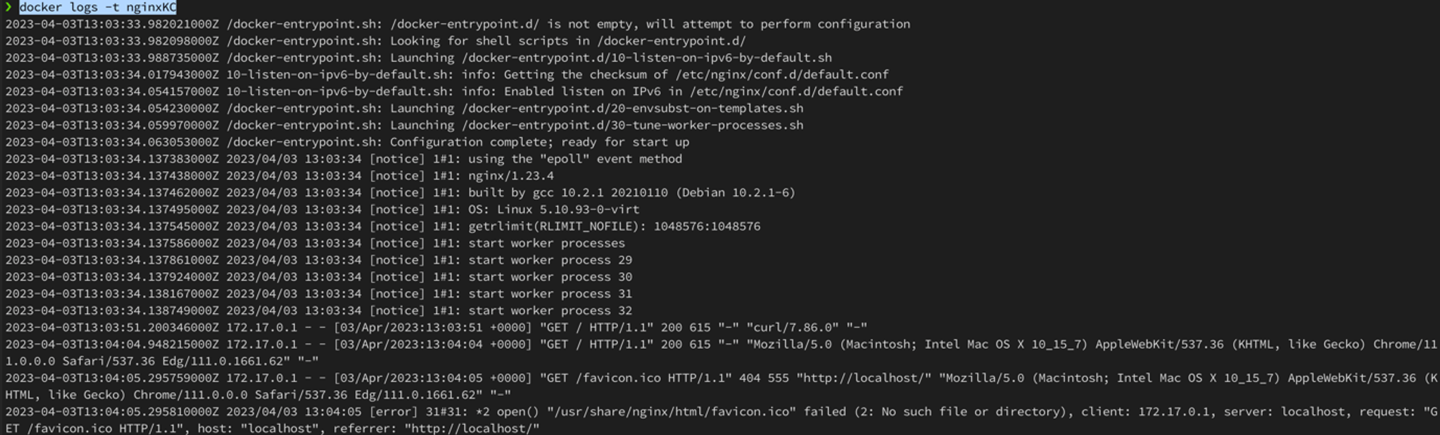 ❯ docker logs -t nginxKC
2023-04-03T13:03:33.982021000Z /docker-entrypoint.sh: /docker-entrypoint.d/ is not empty, will attempt to perform configuration
2023-04-03T13:03:33.982098000Z /docker-entrypoint.sh: Looking for shell scripts in /docker-entrypoint.d/
2023-04-03T13:03:33.988735000Z /docker-entrypoint.sh: Launching /docker-entrypoint.d/10-listen-on-ipv6-by-default.sh
2023-04-03T13:03:34.017943000Z 10-listen-on-ipv6-by-default.sh: info: Getting the checksum of /etc/nginx/conf.d/default.conf
2023-04-03T13:03:34.054157000Z 10-listen-on-ipv6-by-default.sh: info: Enabled listen on IPv6 in /etc/nginx/conf.d/default.conf
2023-04-03T13:03:34.054230000Z /docker-entrypoint.sh: Launching /docker-entrypoint.d/20-envsubst-on-templates.sh
2023-04-03T13:03:34.059970000Z /docker-entrypoint.sh: Launching /docker-entrypoint.d/30-tune-worker-processes.sh
2023-04-03T13:03:34.063053000Z /docker-entrypoint.sh: Configuration complete; ready for start up
2023-04-03T13:03:34.137383000Z 2023/04/03 13:03:34 [notice] 1#1: using the "epoll" event method
2023-04-03T13:03:34.137438000Z 2023/04/03 13:03:34 [notice] 1#1: nginx/1.23.4
2023-04-03T13:03:34.137462000Z 2023/04/03 13:03:34 [notice] 1#1: built by gcc 10.2.1 20210110 (Debian 10.2.1-6)
2023-04-03T13:03:34.137495000Z 2023/04/03 13:03:34 [notice] 1#1: OS: Linux 5.10.93-0-virt
2023-04-03T13:03:34.137545000Z 2023/04/03 13:03:34 [notice] 1#1: getrlimit(RLIMIT_NOFILE): 1048576:1048576
2023-04-03T13:03:34.137586000Z 2023/04/03 13:03:34 [notice] 1#1: start worker processes
2023-04-03T13:03:34.137861000Z 2023/04/03 13:03:34 [notice] 1#1: start worker process 29
2023-04-03T13:03:34.137924000Z 2023/04/03 13:03:34 [notice] 1#1: start worker process 30
2023-04-03T13:03:34.138167000Z 2023/04/03 13:03:34 [notice] 1#1: start worker process 31
2023-04-03T13:03:34.138749000Z 2023/04/03 13:03:34 [notice] 1#1: start worker process 32
2023-04-03T13:03:51.200346000Z 172.17.0.1 - - [03/Apr/2023:13:03:51 +0000] "GET / HTTP/1.1" 200 615 "-" "curl/7.86.0" "-"
2023-04-03T13:04:04.948215000Z 172.17.0.1 - - [03/Apr/2023:13:04:04 +0000] "GET / HTTP/1.1" 200 615 "-" "Mozilla/5.0 (Macintosh; Intel Mac OS X 10_15_7) AppleWebKit/537.36 (KHTML, like Gecko) Chrome/11
1.0.0.0 Safari/537.36 Edg/111.0.1661.62" "-"
2023-04-03T13:04:05.295759000Z 172.17.0.1 - - [03/Apr/2023:13:04:05 +0000] "GET /favicon.ico HTTP/1.1" 404 555 "http://localhost/" "Mozilla/5.0 (Macintosh; Intel Mac OS X 10_15_7) AppleWebKit/537.36 (K
HTML, like Gecko) Chrome/111.0.0.0 Safari/537.36 Edg/111.0.1661.62" "-"
2023-04-03T13:04:05.295810000Z 2023/04/03 13:04:05 [error] 31#31: *2 open() "/usr/share/nginx/html/favicon.ico" failed (2: No such file or directory), client: 172.17.0.1, server: localhost, request: "G
ET /favicon.ico HTTP/1.1", host: "localhost", referrer: "http://localhost/"